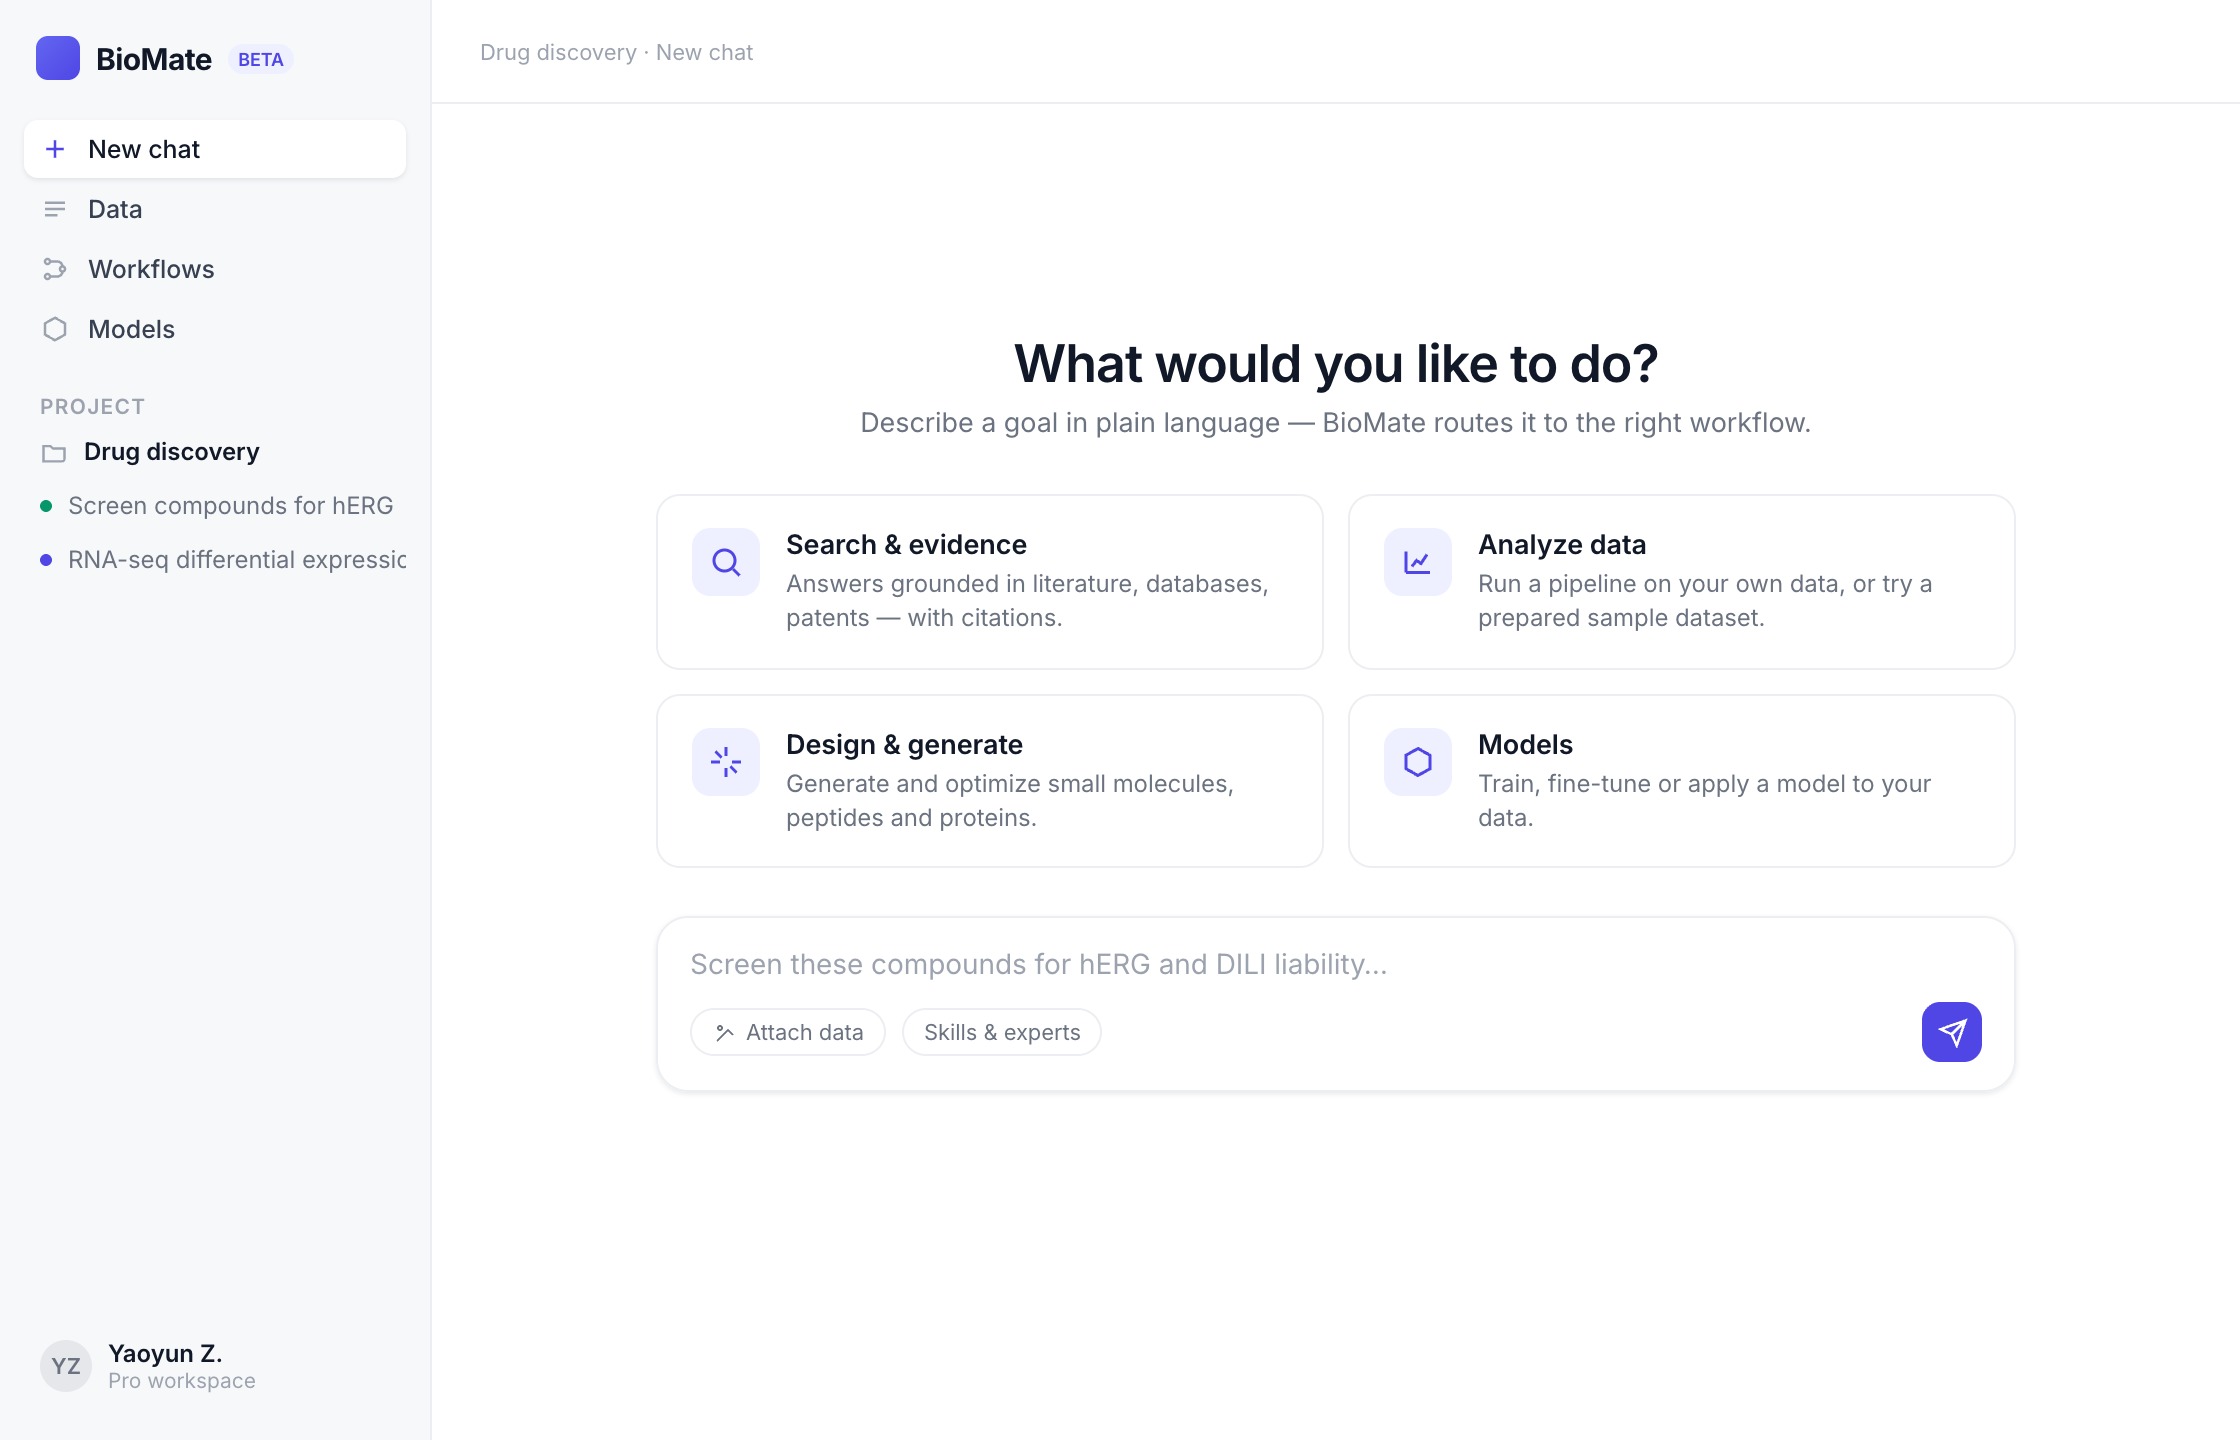 BioMate BETA
New chat
Data
Workflows
Models
PROJECT
Drug discovery
Screen compounds for hERG
RNA-seq differential expressic
YZ
Yaoyun Z.
Pro workspace
Drug discovery · New chat
What would you like to do?
Describe a goal in plain language — BioMate routes it to the right workflow.
Search & evidence
Answers grounded in literature, databases,
patents — with citations.
Analyze data
Run a pipeline on your own data, or try a
prepared sample dataset.
Design & generate
Generate and optimize small molecules,
peptides and proteins.
Models
Train, fine-tune or apply a model to your
data.
Screen these compounds for hERG and DILI liability...
Attach data
Skills & experts